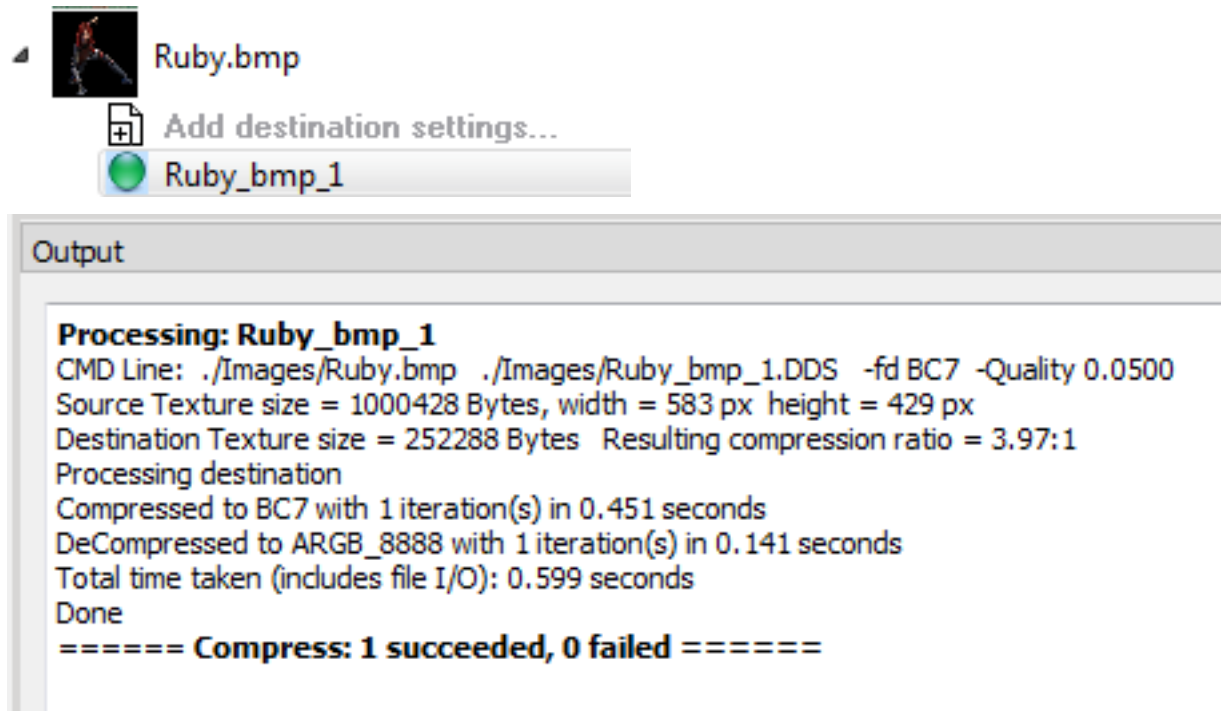 Ruby.bmp
Add destination settings...
Ruby_bmp_1
Output
Processing: Ruby_bmp_1
CMD Line:  ./Images/Ruby.bmp   ./Images/Ruby_bmp_1.DDS   -fd BC7  -Quality 0.0500
Source Texture size = 1000428 Bytes, width = 583 px  height = 429 px
Destination Texture size = 252288 Bytes   Resulting compression ratio = 3.97:1
Processing destination
Compressed to BC7 with 1 iteration(s) in 0.451 seconds
DeCompressed to ARGB_8888 with 1 iteration(s) in 0.141 seconds
Total time taken (includes file I/O): 0.599 seconds
Done
====== Compress: 1 succeeded, 0 failed ======